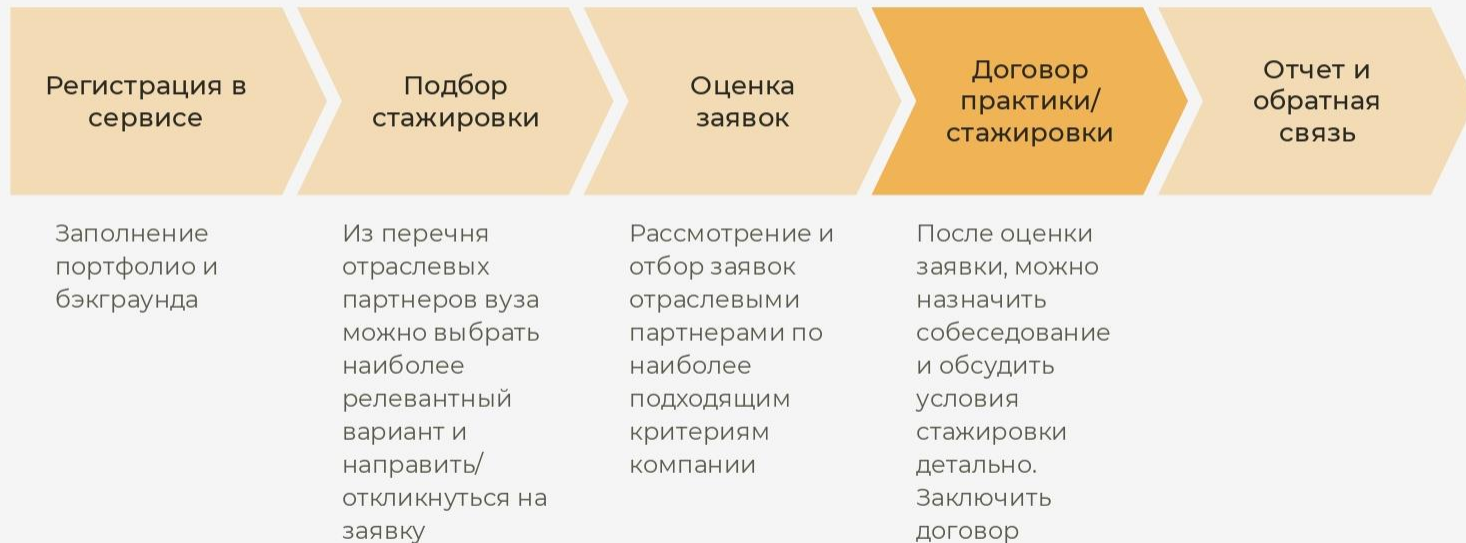 Регистрация в
сервисе
Подбор
стажировки
Оценка
заявок
Договор
практики/
стажировки
Отчет и
обратная
связь
Заполнение
портфолио и
бэкграунда
Из перечня
отраслевых
партнеров вуза
можно выбрать
наиболее
релевантный
вариант и
направить/
откликнуться на
заявку
Рассмотрение и
отбор заявок
отраслевыми
партнерами по
наиболее
подходящим
критериям
компании
После оценки
заявки, можно
назначить
собеседование
и обсудить
условия
стажировки
детально.
Заключить
договор